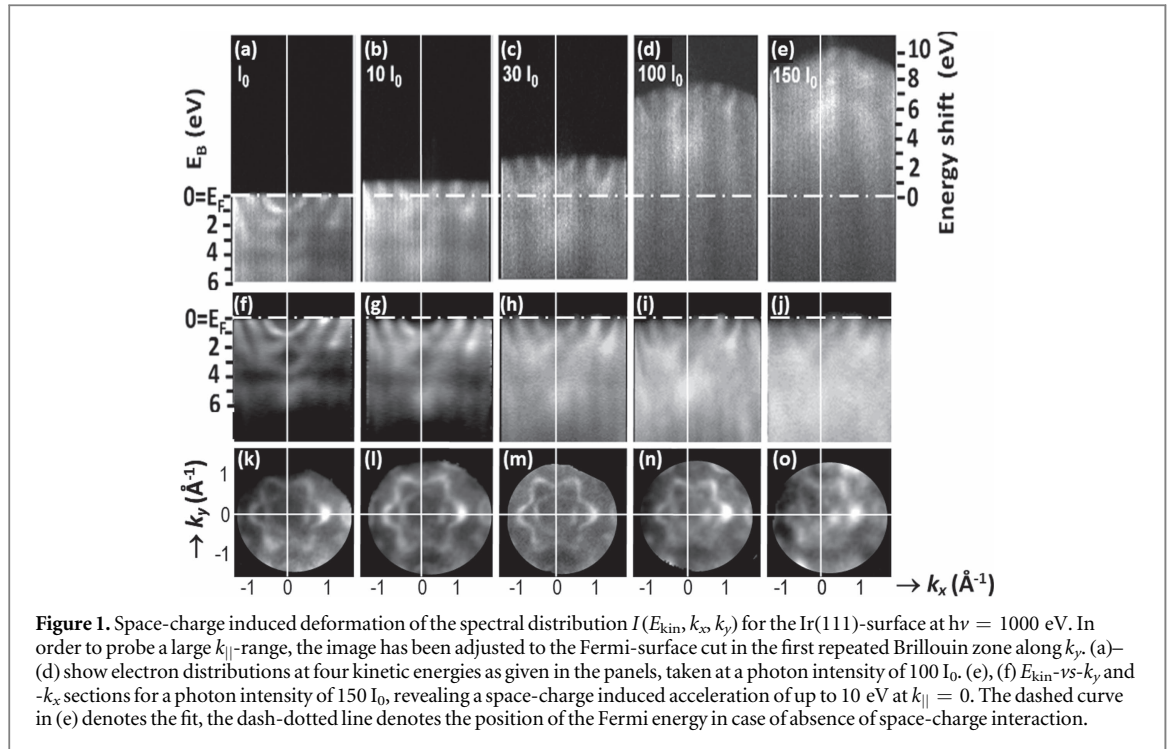 (a) (b) (c) (d) (e)
I0 10 I0 30 I0 100 I0 150 I0
EB (eV)
0=EF
2
4
6
10
8
6
4
2
0
Energy shift (eV)
(f) (g) (h) (i) (j)
0=EF
2
4
6
(k) (l) (m) (n) (o)
→ ky (Å-1)
1
0
-1
-1 0 1 -1 0 1 -1 0 1 -1 0 1 -1 0 1 → kx (Å-1)
Figure 1. Space-charge induced deformation of the spectral distribution I(Ekin, kx, ky) for the Ir(111)-surface at hν = 1000 eV. In
order to probe a large k||-range, the image has been adjusted to the Fermi-surface cut in the first repeated Brillouin zone along ky. (a)–
(d) show electron distributions at four kinetic energies as given in the panels, taken at a photon intensity of 100 I0. (e), (f) Ekin-vs-ky and
-kx sections for a photon intensity of 150 I0, revealing a space-charge induced acceleration of up to 10 eV at k|| = 0. The dashed curve
in (e) denotes the fit, the dash-dotted line denotes the position of the Fermi energy in case of absence of space-charge interaction.